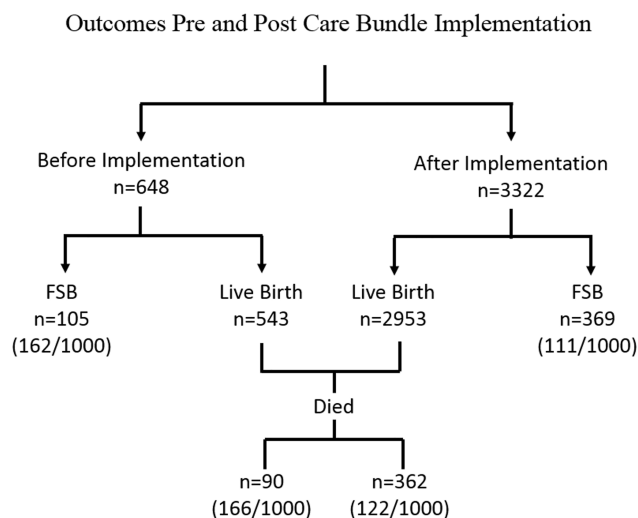 Outcomes Pre and Post Care Bundle Implementation
Before Implementation
n=648
After Implementation
n=3322
FSB
n=105
(162/1000)
Live Birth
n=543
Live Birth
n=2953
FSB
n=369
(111/1000)
Died
n=90
(166/1000)
n=362
(122/1000)